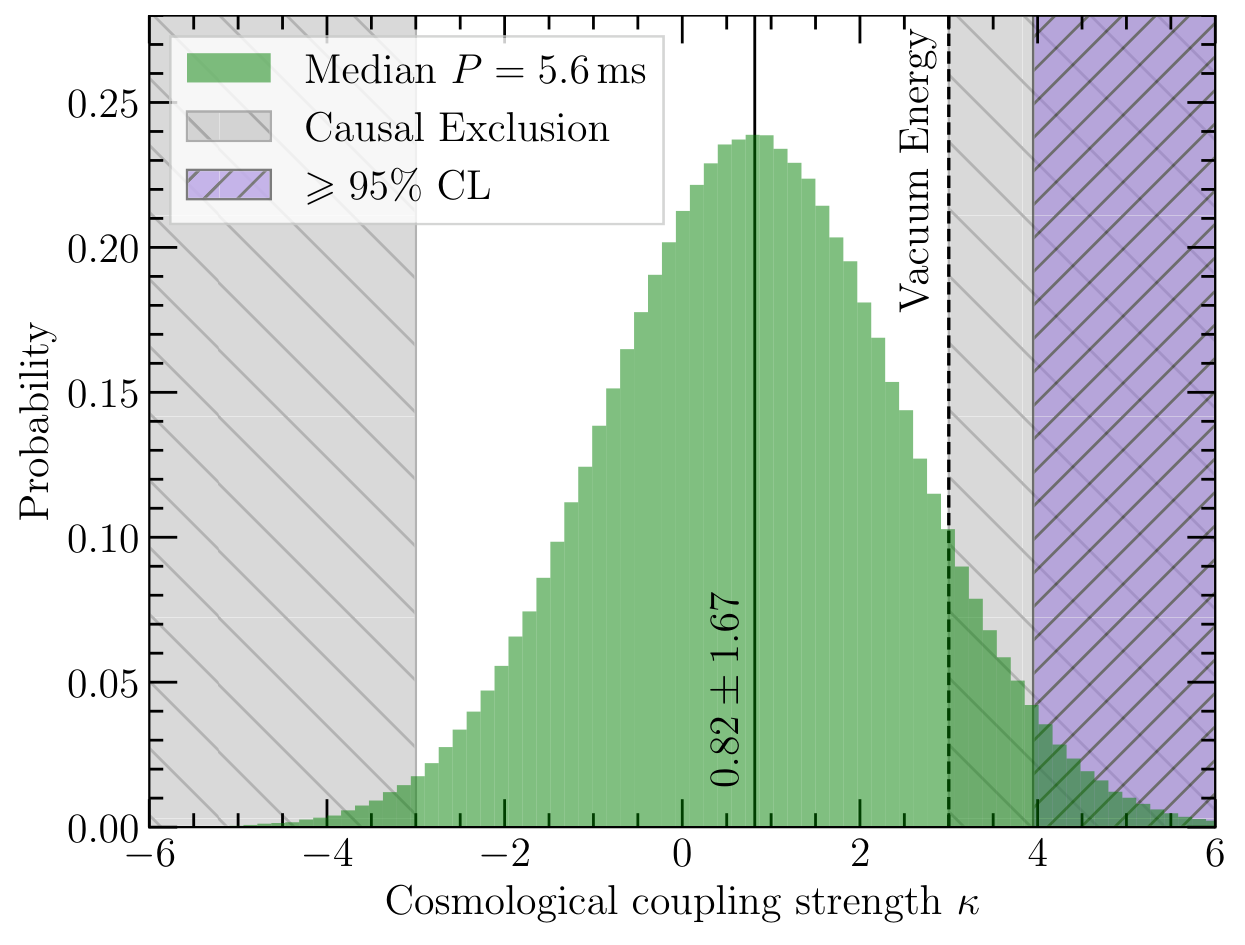 Median P = 5.6 ms
Causal Exclusion
⩾ 95% CL
Vacuum Energy
0.82 ± 1.67
Probability
0.25
0.20
0.15
0.10
0.05
0.00
−6 −4 −2 0 2 4 6
Cosmological coupling strength κ